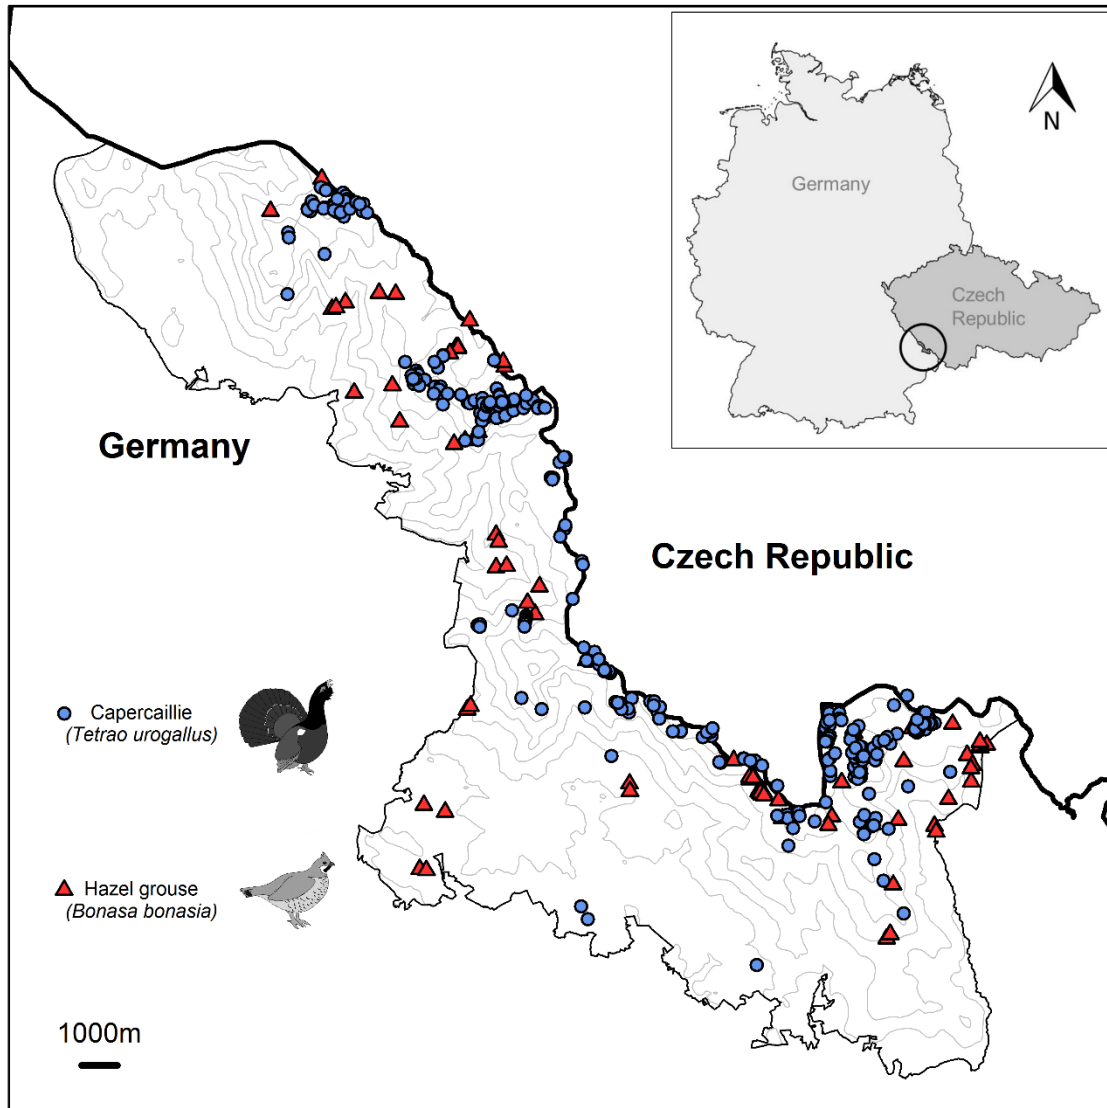 Germany
N
Czech
Republic
Germany
Czech Republic
Capercaillie
(Tetrao urogallus)
Hazel grouse
(Bonasa bonasia)
1000m